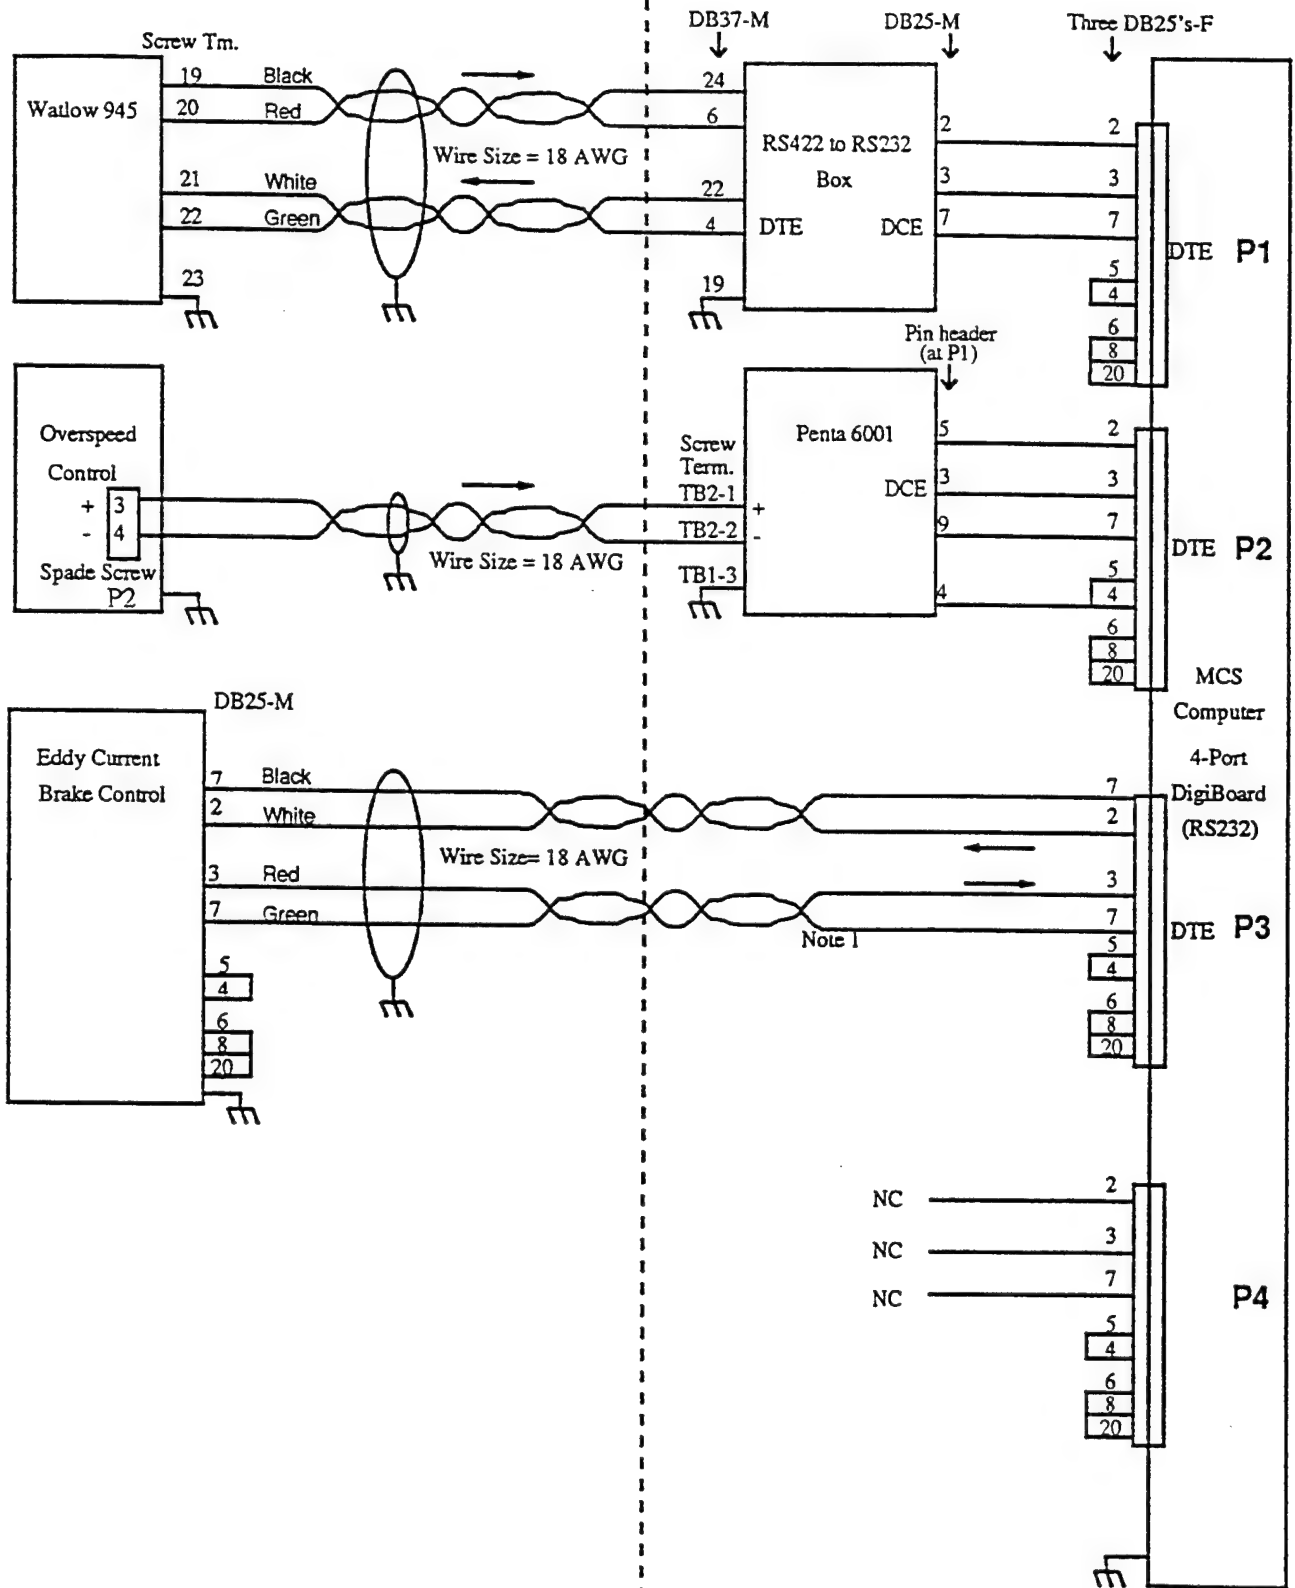 DB37-M
DB25-M
Three DB25's-F
Screw Tm.
Watlow 945
19 Black
20 Red
21 White
22 Green
23
Wire Size = 18 AWG
24
6
22
4
19
RS422 to RS232
Box
DTE DCE
2
3
7
2
3
7
5
4
6
8
20
DTE P1
Pin header
(at P1)
Overspeed
Control
+ 3
- 4
Spade Screw
P2
Wire Size = 18 AWG
Screw
Term.
TB2-1
TB2-2
TB1-3
Penta 6001
+
-
DCE
5
3
9
4
2
3
7
5
4
6
8
20
DTE P2
MCS
Computer
4-Port
DigiBoard
(RS232)
DB25-M
Eddy Current
Brake Control
7 Black
2 White
3 Red
7 Green
5
4
6
8
20
Wire Size= 18 AWG
Note 1
7
2
3
7
5
4
6
8
20
DTE P3
NC 2
NC 3
NC 7
5
4
6
8
20
P4